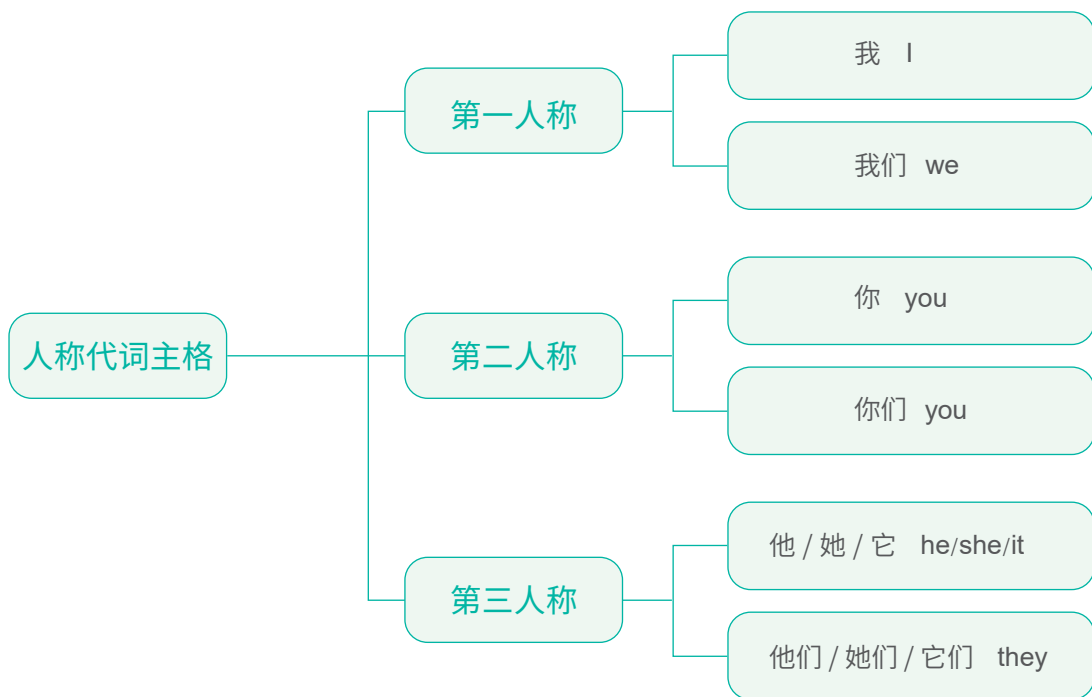 人称代词主格
第一人称
我 I
我们 we
第二人称
你 you
你们 you
第三人称
他 / 她 / 它 he/she/it
他们 / 她们 / 它们 they